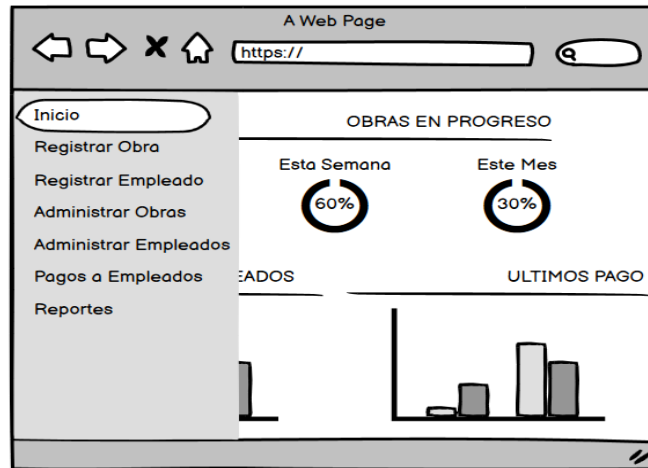 A Web Page
https://
Inicio
Registrar Obra
Registrar Empleado
Administrar Obras
Administrar Empleados
Pagos a Empleados
Reportes
OBRAS EN PROGRESO
Esta Semana
Este Mes
60%
30%
EADOS
ULTIMOS PAGO